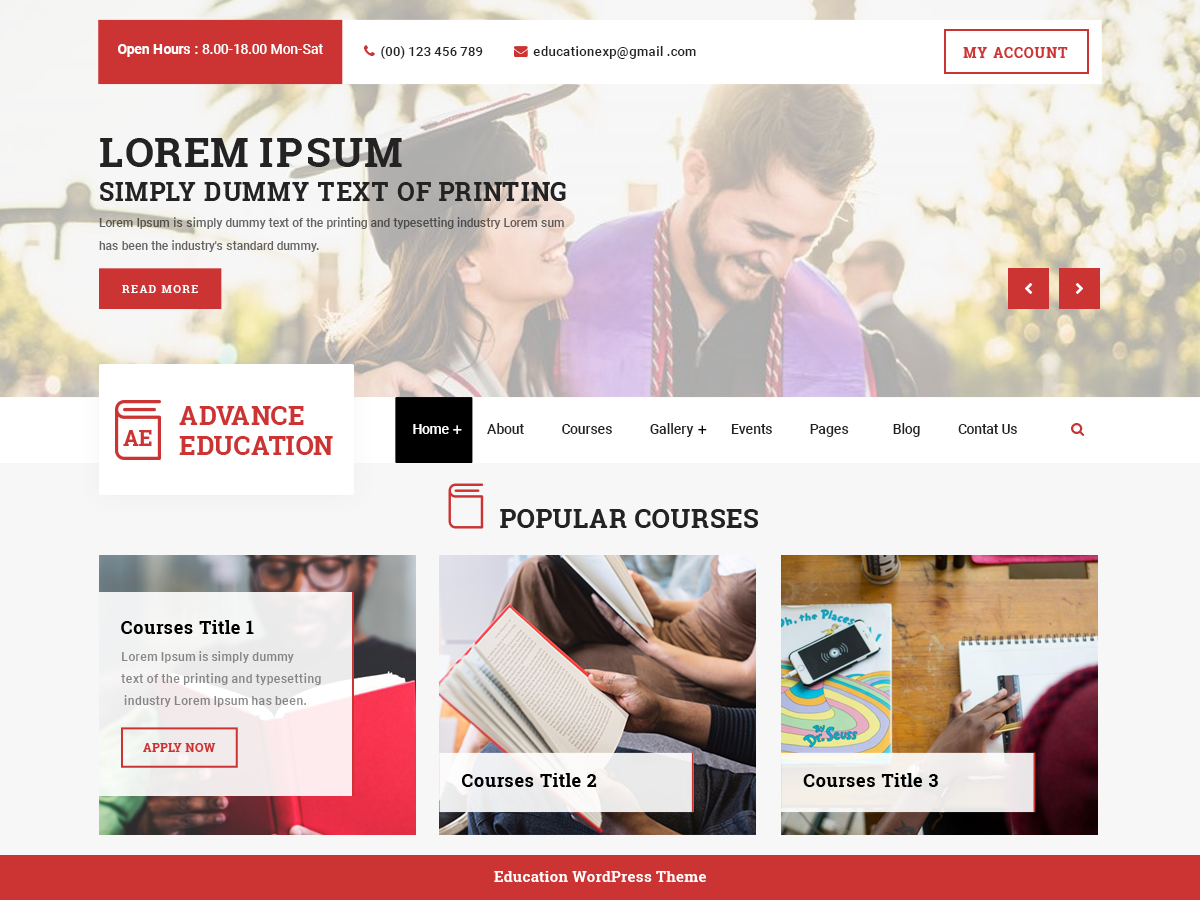 Open Hours : 8.00-18.00 Mon-Sat
(00) 123 456 789
educationexp@gmail .com
MY ACCOUNT
LOREM IPSUM
SIMPLY DUMMY TEXT OF PRINTING
Lorem Ipsum is simply dummy text of the printing and typesetting industry Lorem sum
has been the industry's standard dummy.
READ MORE
AE
ADVANCE
EDUCATION
Home +
About
Courses
Gallery +
Events
Pages
Blog
Contat Us
POPULAR COURSES
Courses Title 1
Lorem Ipsum is simply dummy
text of the printing and typesetting
industry Lorem Ipsum has been.
APPLY NOW
Courses Title 2
Oh, the Places
By
Dr. Seuss
Courses Title 3
Education WordPress Theme